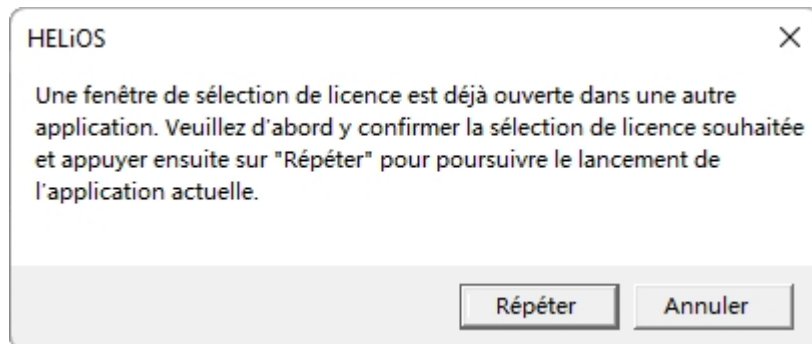 HELiOS
Une fenêtre de sélection de licence est déjà ouverte dans une autre
application. Veuillez d'abord y confirmer la sélection de licence souhaitée
et appuyer ensuite sur "Répéter" pour poursuivre le lancement de
l'application actuelle.
Répéter Annuler